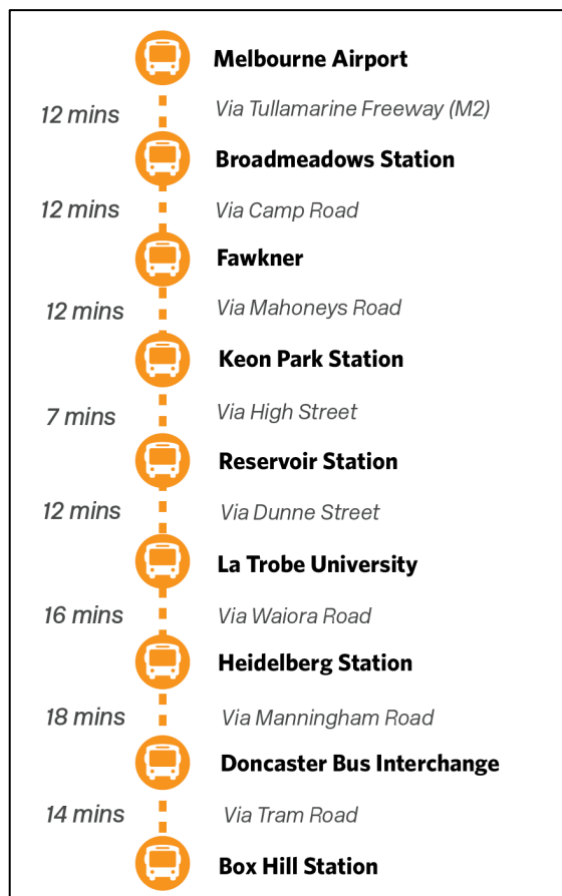 Melbourne Airport
12 mins
Via Tullamarine Freeway (M2)
Broadmeadows Station
12 mins
Via Camp Road
Fawkner
12 mins
Via Mahoneys Road
Keon Park Station
7 mins
Via High Street
Reservoir Station
12 mins
Via Dunne Street
La Trobe University
16 mins
Via Waiora Road
Heidelberg Station
18 mins
Via Manningham Road
Doncaster Bus Interchange
14 mins
Via Tram Road
Box Hill Station